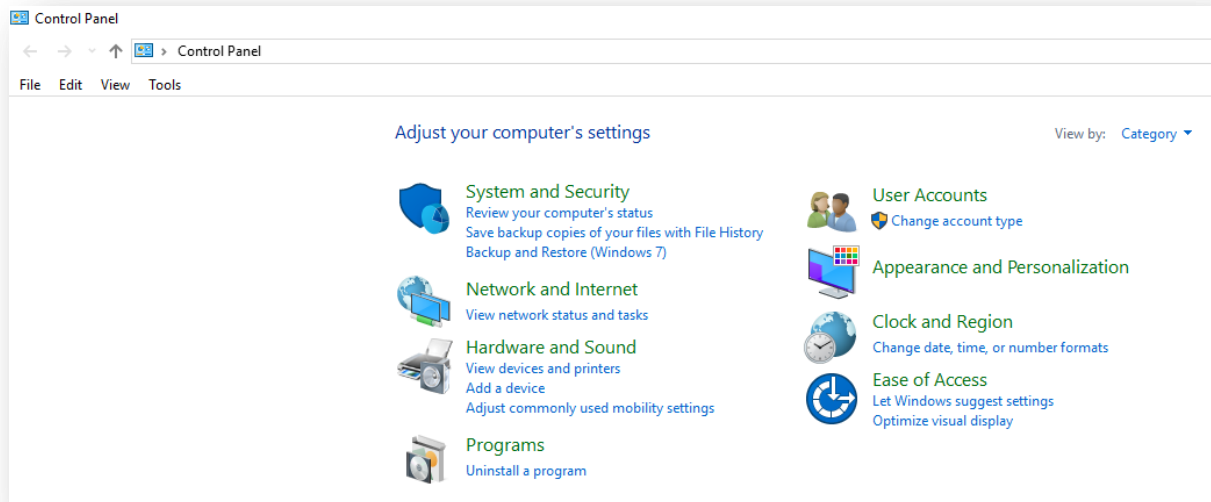 Control Panel
Control Panel
File Edit View Tools
Adjust your computer's settings
View by: Category
System and Security
Review your computer's status
Save backup copies of your files with File History
Backup and Restore (Windows 7)
Network and Internet
View network status and tasks
Hardware and Sound
View devices and printers
Add a device
Adjust commonly used mobility settings
Programs
Uninstall a program
User Accounts
Change account type
Appearance and Personalization
Clock and Region
Change date, time, or number formats
Ease of Access
Let Windows suggest settings
Optimize visual display